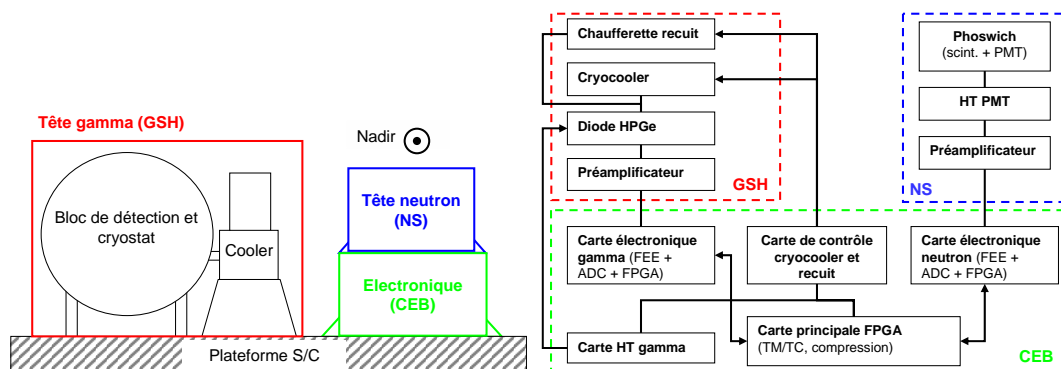 Tête gamma (GSH)
Bloc de détection et
cryostat
Cooler
Nadir
Tête neutron
(NS)
Electronique
(CEB)
Plateforme S/C
Chaufferette recuit
Cryocooler
Diode HPGe
Préamplificateur
GSH
Phoswich
(scint. + PMT)
HT PMT
Préamplificateur
NS
Carte électronique
gamma (FEE +
ADC + FPGA)
Carte de contrôle
cryocooler et
recuit
Carte électronique
neutron (FEE +
ADC + FPGA)
Carte HT gamma
Carte principale FPGA
(TM/TC, compression)
CEB